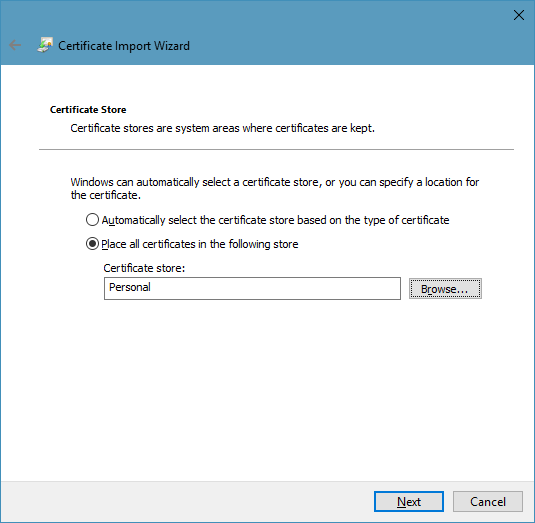 Certificate Import Wizard
Certificate Store
Certificate stores are system areas where certificates are kept.
Windows can automatically select a certificate store, or you can specify a location for
the certificate.
Automatically select the certificate store based on the type of certificate
Place all certificates in the following store
Certificate store:
Personal
Browse...
Next
Cancel